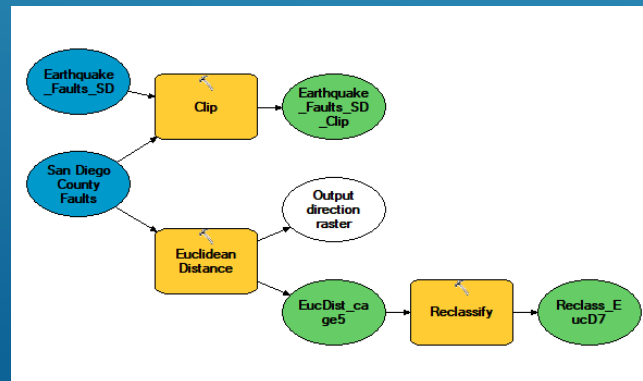 Earthquake
_Faults_SD
Clip
Earthquake
_Faults_SD
_Clip
San Diego
County
Faults
Output
direction
raster
Euclidean
Distance
EucDist_ca
ge5
Reclassify
Reclass_E
ucD7